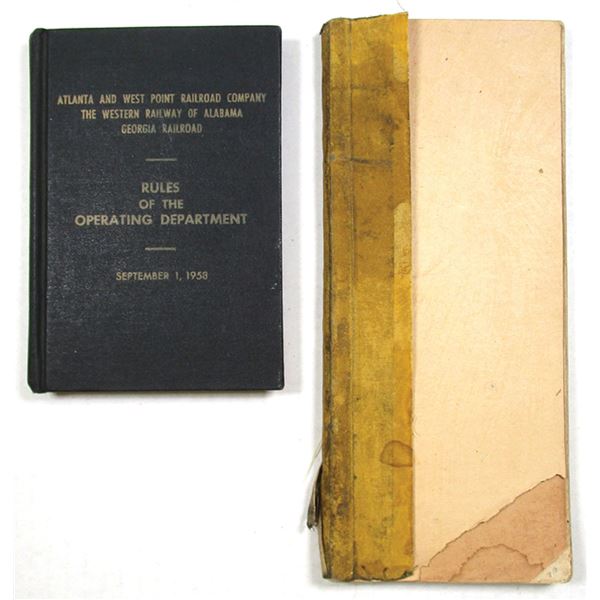 ATLANTA AND WEST POINT RAILROAD COMPANY
THE WESTERN RAILWAY OF ALABAMA
GEORGIA RAILROAD
RULES
OF THE
OPERATING DEPARTMENT
SEPTEMBER 1, 1958